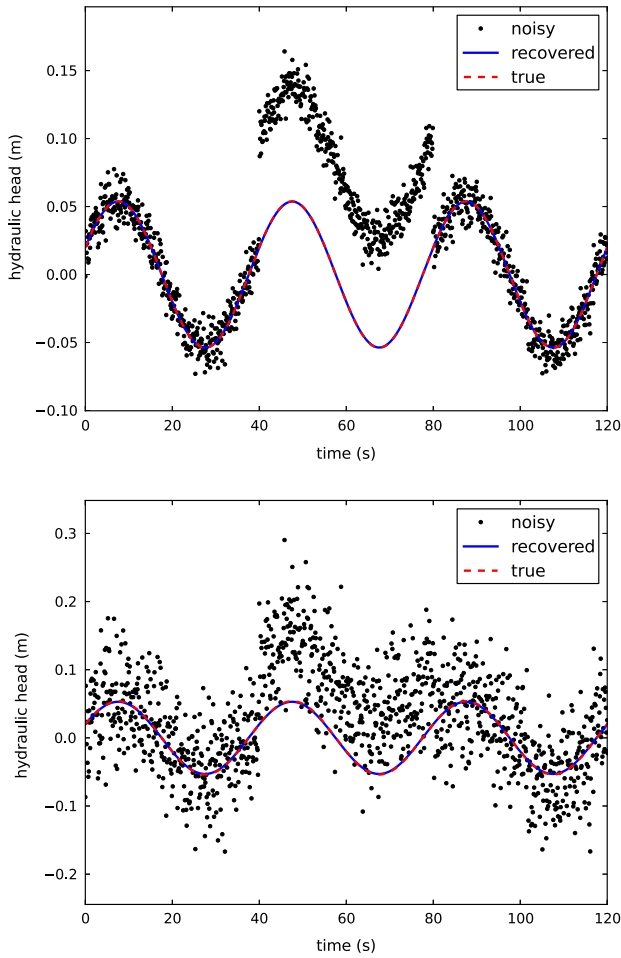 noisy
recovered
true
0.15
0.10
0.05
0.00
−0.05
−0.10
hydraulic head (m)
0
20
40
60
80
100
120
time (s)
noisy
recovered
true
0.3
0.2
0.1
0.0
−0.1
−0.2
hydraulic head (m)
0
20
40
60
80
100
120
time (s)